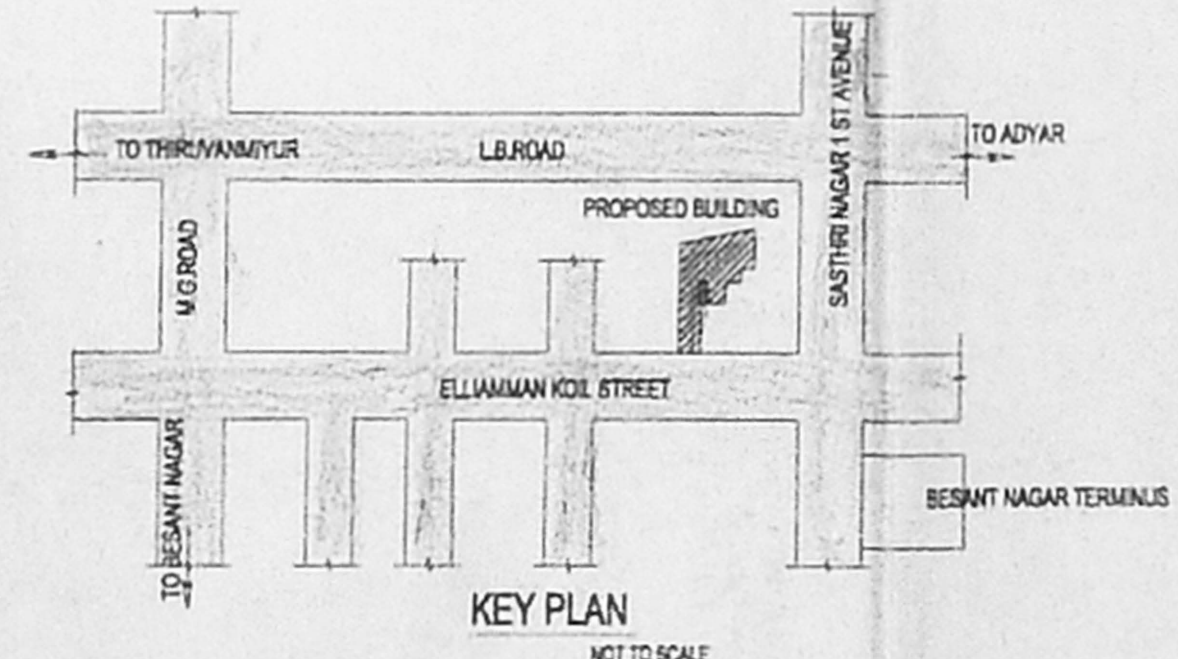 SASTHRI NAGAR 1 ST AVENUE
TO THIRUVANMIYUR
L.B.ROAD
TO ADYAR
PROPOSED BUILDING
M.G.ROAD
ELLIAMMAN KOIL STREET
TO BESANT NAGAR
BESANT NAGAR TERMINUS
KEY PLAN
NOT TO SCALE